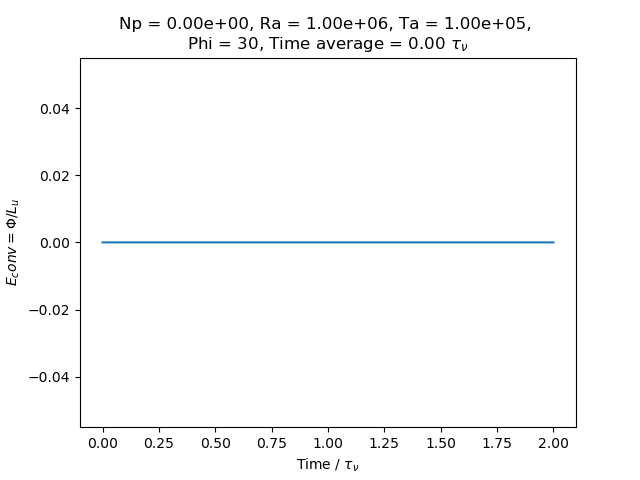 Np = 0.00e+00, Ra = 1.00e+06, Ta = 1.00e+05,
Phi = 30, Time average = 0.00 τν
E_conv = Φ/L_u
0.04
0.02
0.00
−0.02
−0.04
0.00 0.25 0.50 0.75 1.00 1.25 1.50 1.75 2.00
Time / τν